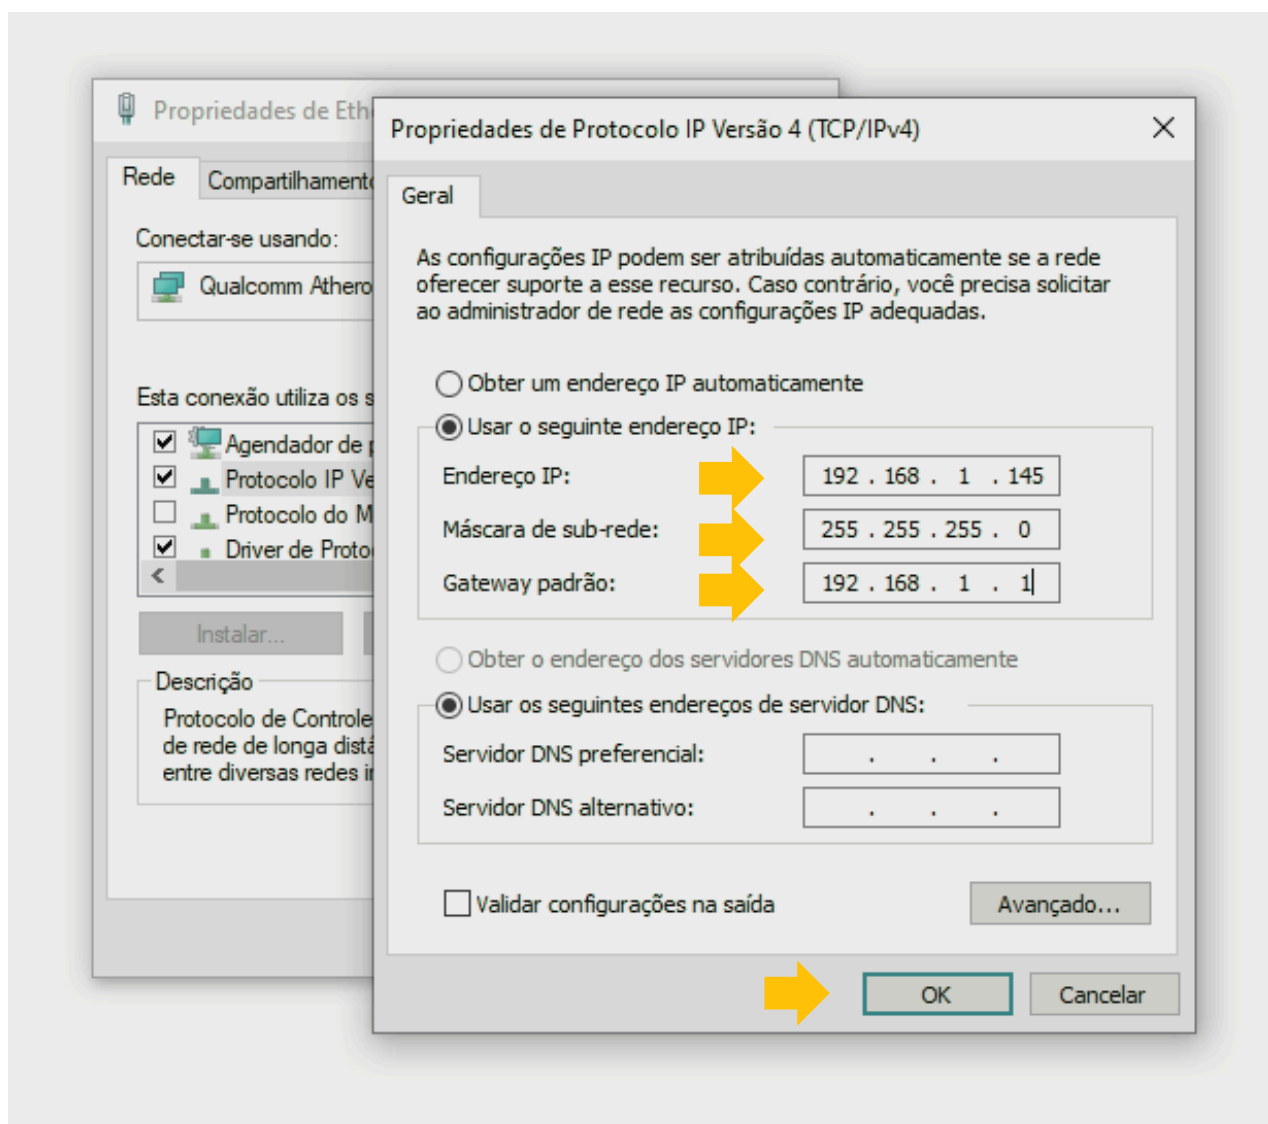 Propriedades de Eth
Rede
Compartilhamento
Conectar-se usando:
Qualcomm Athero
Esta conexão utiliza os s
Agendador de p
Protocolo IP Ve
Protocolo do M
Driver de Proto
Instalar...
Descrição
Protocolo de Controle
de rede de longa distâ
entre diversas redes i
Propriedades de Protocolo IP Versão 4 (TCP/IPv4)
Geral
As configurações IP podem ser atribuídas automaticamente se a rede
oferecer suporte a esse recurso. Caso contrário, você precisa solicitar
ao administrador de rede as configurações IP adequadas.
Obter um endereço IP automaticamente
Usar o seguinte endereço IP:
Endereço IP: 192 . 168 . 1 . 145
Máscara de sub-rede: 255 . 255 . 255 . 0
Gateway padrão: 192 . 168 . 1 . 1
Obter o endereço dos servidores DNS automaticamente
Usar os seguintes endereços de servidor DNS:
Servidor DNS preferencial: . . .
Servidor DNS alternativo: . . .
Validar configurações na saída
Avançado...
OK
Cancelar